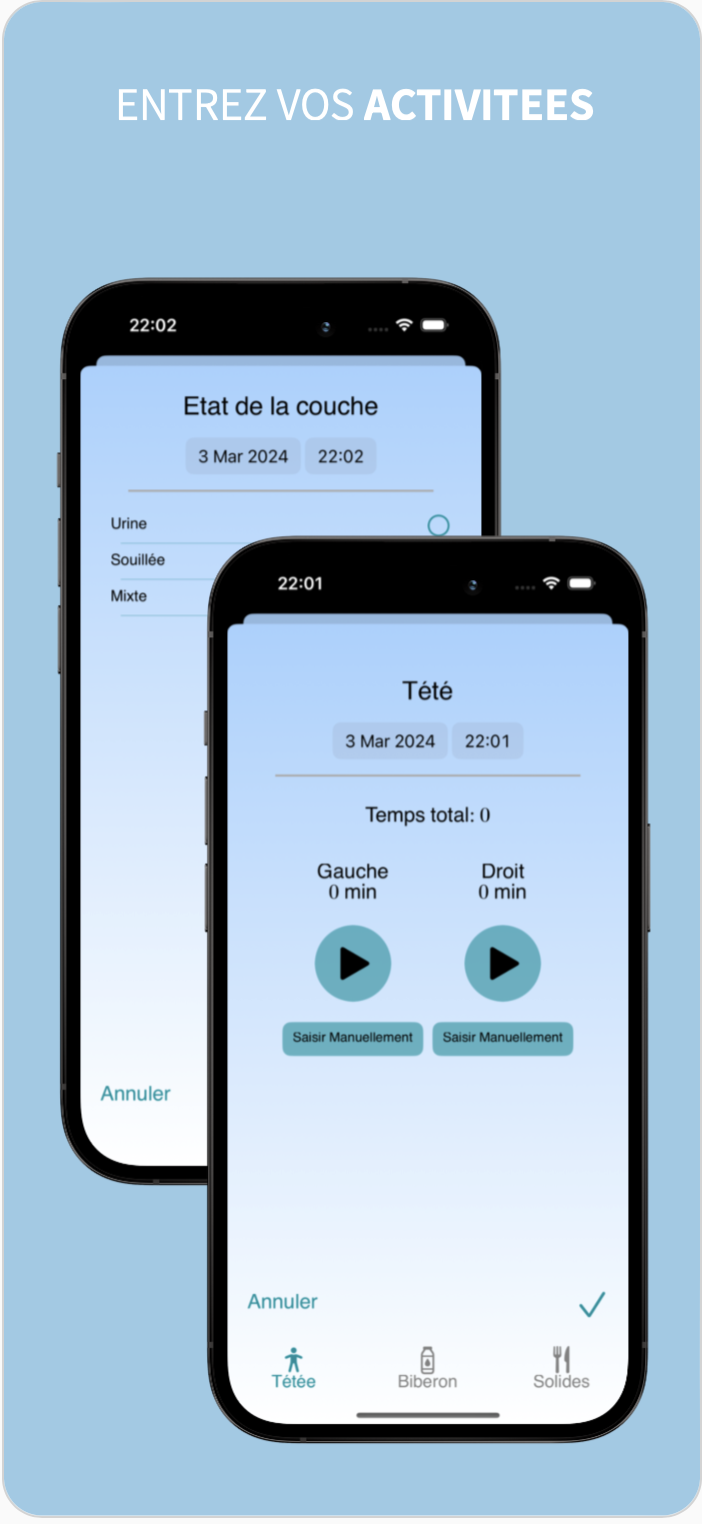 ENTREZ VOS ACTIVITEES
22:02
Etat de la couche
3 Mar 2024 22:02
Urine
Souillée
Mixte
Annuler
22:01
Tété
3 Mar 2024 22:01
Temps total: 0
Gauche Droit
0 min 0 min
Saisir Manuellement Saisir Manuellement
Annuler
Tétée Biberon Solides